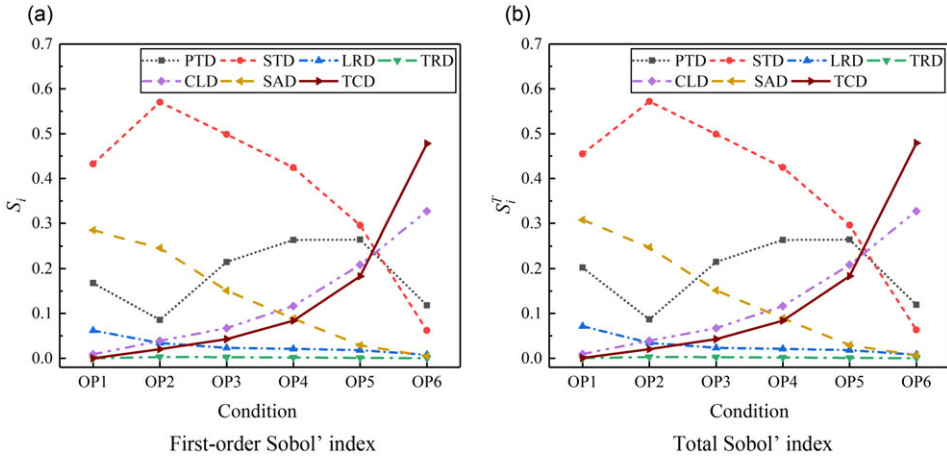 (a)
0.7
PTD STD LRD TRD
CLD SAD TCD
0.6
0.5
0.4
0.3
0.2
0.1
0.0
S_i
OP1 OP2 OP3 OP4 OP5 OP6
Condition
First-order Sobol’ index
(b)
0.7
PTD STD LRD TRD
CLD SAD TCD
0.6
0.5
0.4
0.3
0.2
0.1
0.0
S_i^T
OP1 OP2 OP3 OP4 OP5 OP6
Condition
Total Sobol’ index